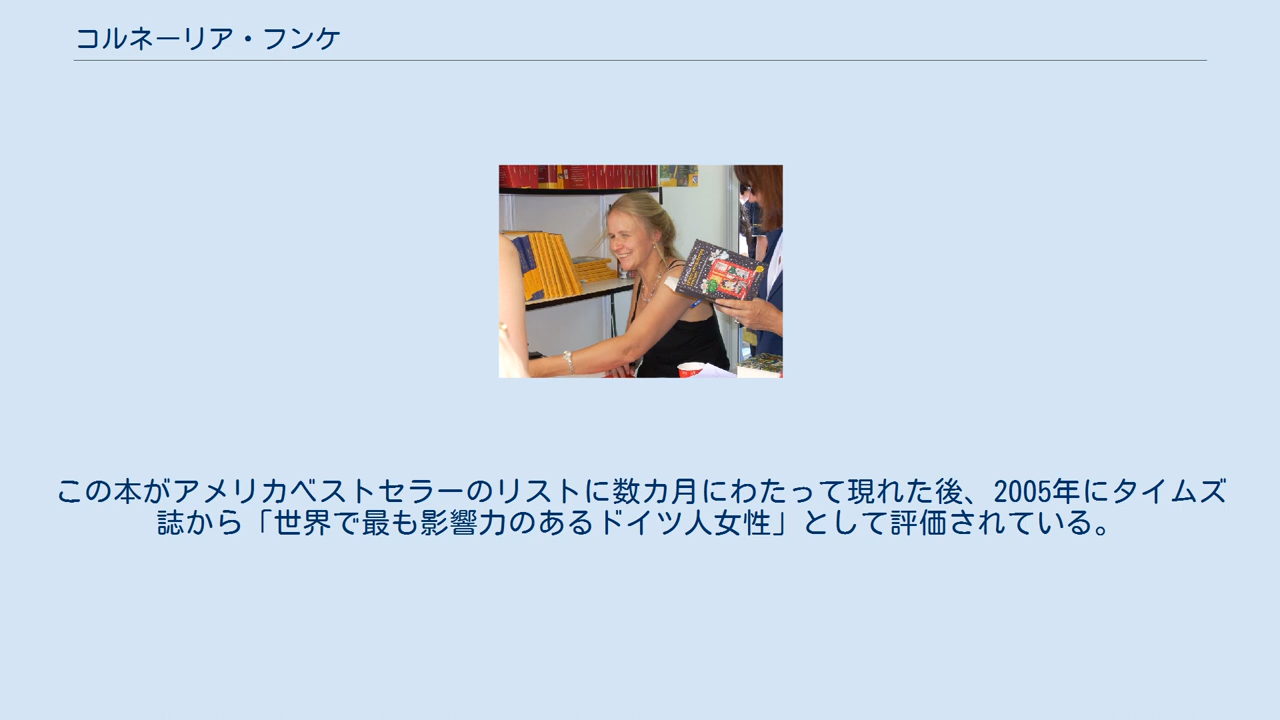 コルネーリア・フンケ
この本がアメリカベストセラーのリストに数カ月にわたって現れた後、2005年にタイムズ
誌から「世界で最も影響力のあるドイツ人女性」として評価されている。